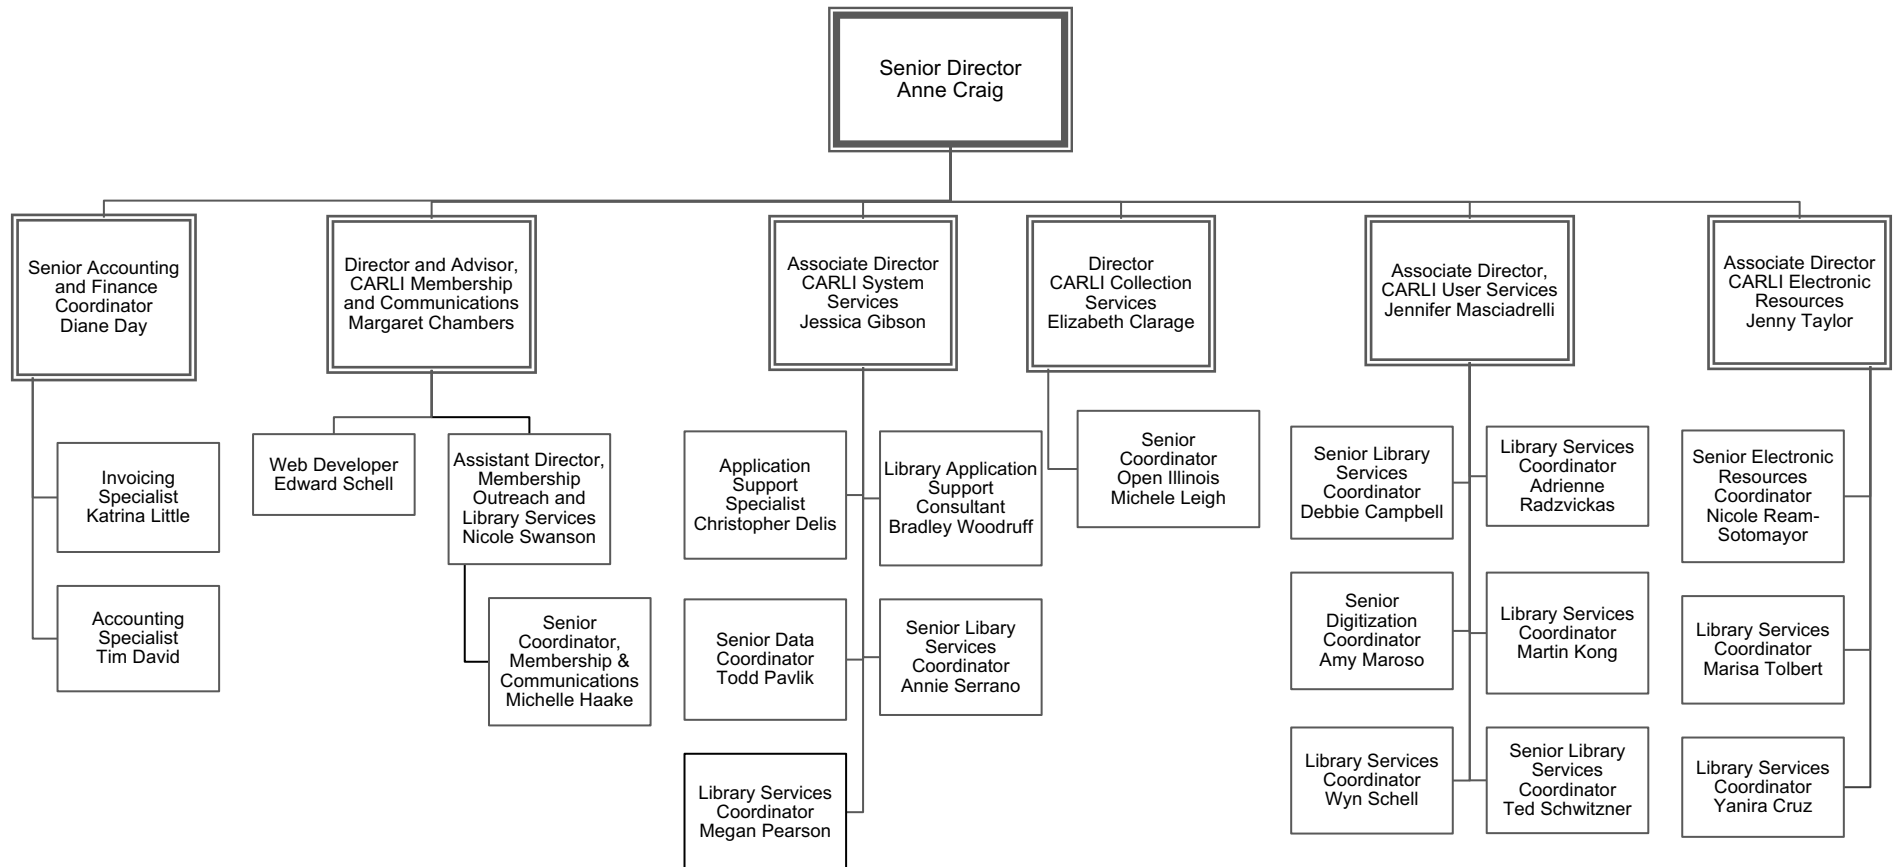 Senior Director
Anne Craig
Senior Accounting
and Finance
Coordinator
Diane Day
Director and Advisor,
CARLI Membership
and Communications
Margaret Chambers
Associate Director
CARLI System
Services
Jessica Gibson
Director
CARLI Collection
Services
Elizabeth Clarage
Associate Director,
CARLI User Services
Jennifer Masciadrelli
Associate Director
CARLI Electronic
Resources
Jenny Taylor
Invoicing
Specialist
Katrina Little
Accounting
Specialist
Tim David
Web Developer
Edward Schell
Assistant Director,
Membership
Outreach and
Library Services
Nicole Swanson
Senior
Coordinator,
Membership &
Communications
Michelle Haake
Application
Support
Specialist
Christopher Delis
Library Application
Support
Consultant
Bradley Woodruff
Senior Data
Coordinator
Todd Pavlik
Senior Libary
Services
Coordinator
Annie Serrano
Library Services
Coordinator
Megan Pearson
Senior
Coordinator
Open Illinois
Michele Leigh
Senior Library
Services
Coordinator
Debbie Campbell
Library Services
Coordinator
Adrienne
Radzvickas
Senior
Digitization
Coordinator
Amy Maroso
Library Services
Coordinator
Martin Kong
Library Services
Coordinator
Wyn Schell
Senior Library
Services
Coordinator
Ted Schwitzner
Senior Electronic
Resources
Coordinator
Nicole Ream-
Sotomayor
Library Services
Coordinator
Marisa Tolbert
Library Services
Coordinator
Yanira Cruz